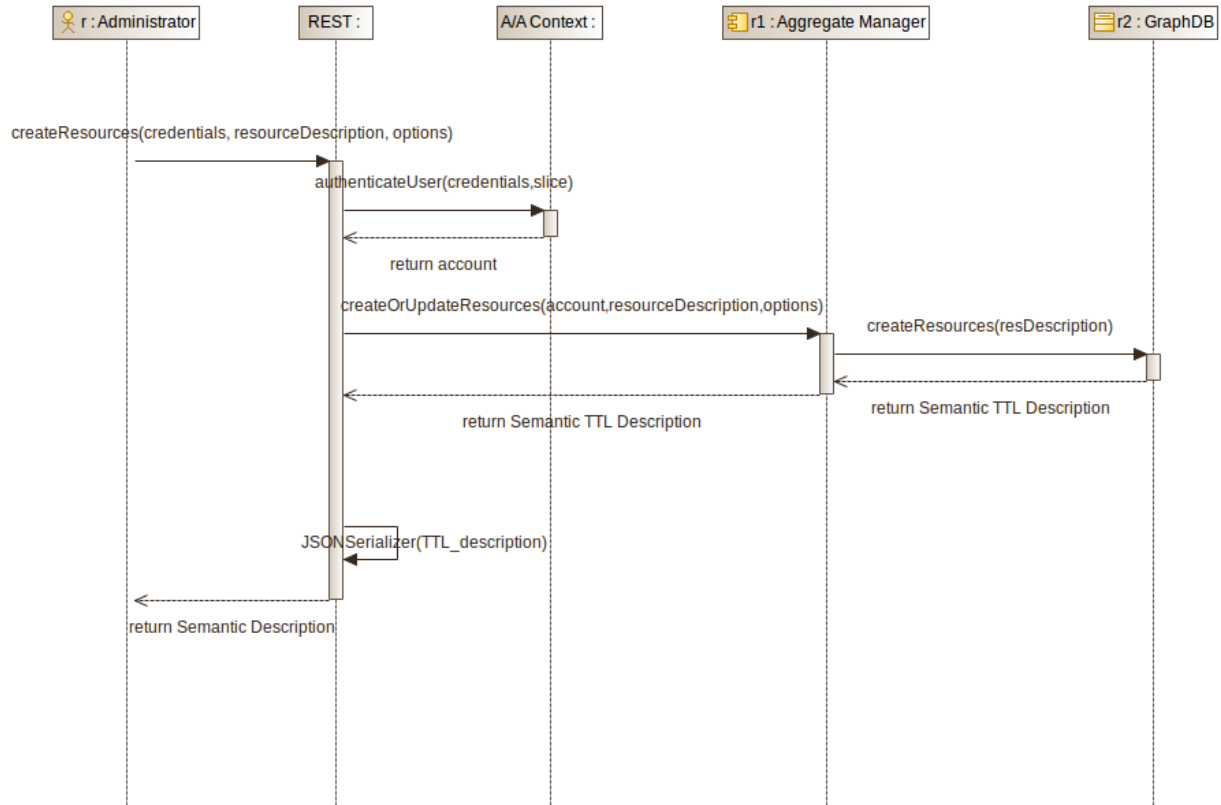 r : Administrator
REST :
A/A Context :
r1 : Aggregate Manager
r2 : GraphDB
createResources(credentials, resourceDescription, options)
authenticateUser(credentials,slice)
return account
createOrUpdateResources(account,resourceDescription,options)
createResources(resDescription)
return Semantic TTL Description
return Semantic TTL Description
JSONSerializer(TTL_description)
return Semantic Description